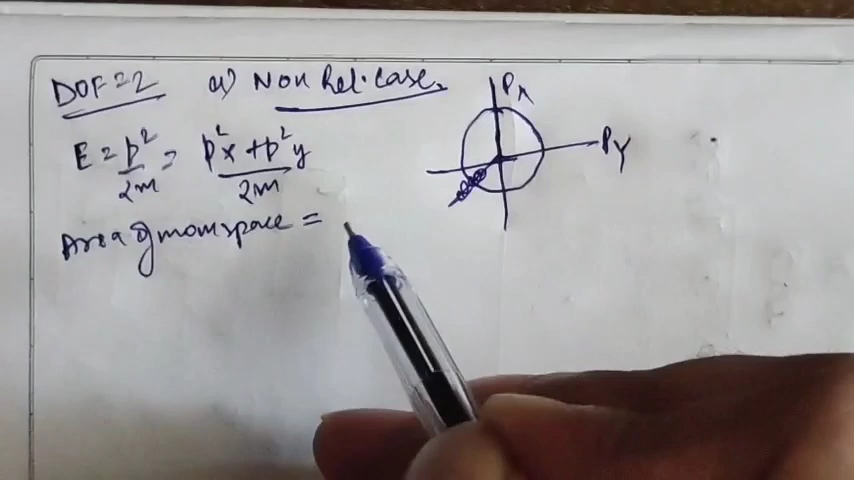 DOF=2 a) Non Rel. case.
E = p²/2m = p²x + p²y/2m
Area of mom space =
Px
Py